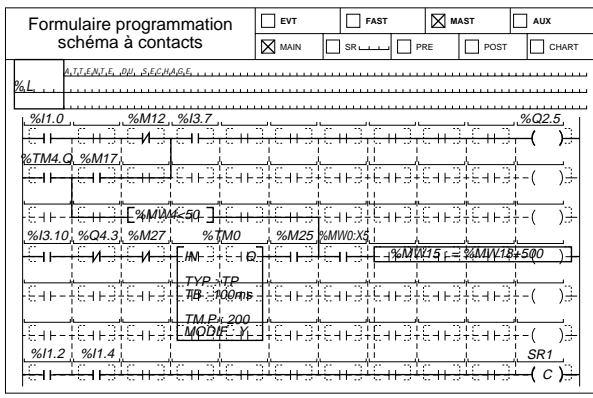 Formulaire programmation
schéma à contacts
EVT FAST MAST AUX
MAIN SR PRE POST CHART
ATTENTE DU SECHAGE
%L
%I1.0 %M12 %I3.7 %Q2.5
%TM4.Q %M17
%MW4<50
%I3.10 %Q4.3 %M27 %TM0 %M25 %MW0:X5
IN Q %MW15 := %MW18+500
TYP : TP
TB : 100ms
TM.P : 200
MODIF : Y
%I1.2 %I1.4 SR1
C